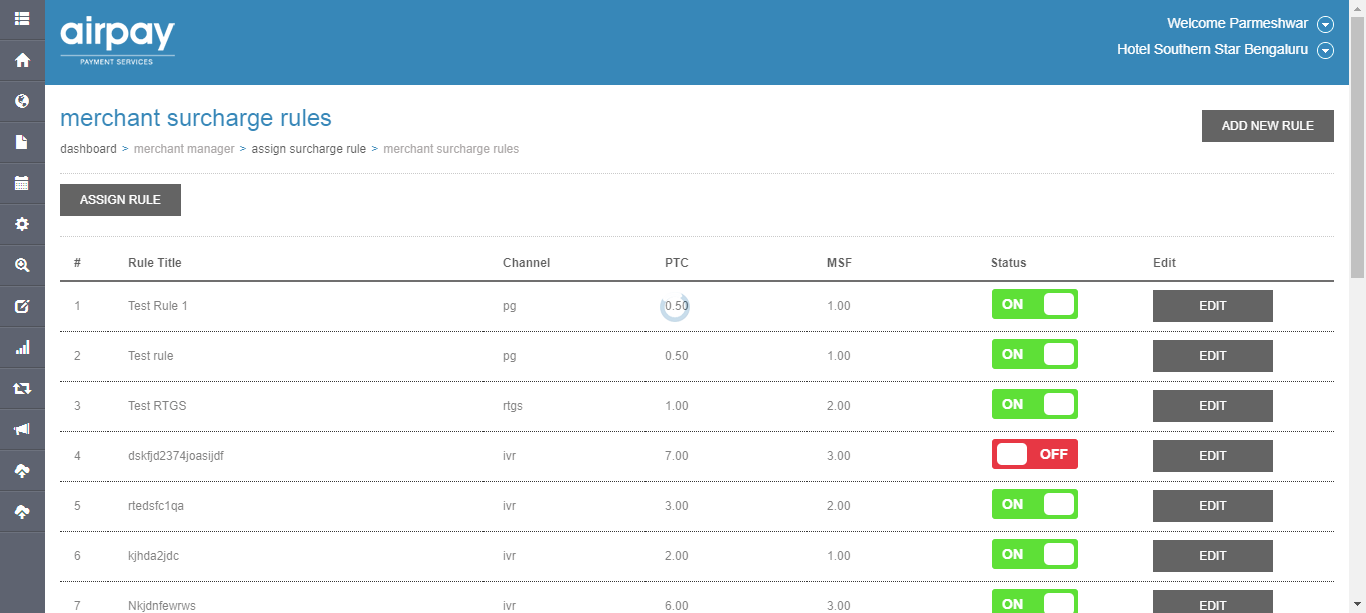 airpay
PAYMENT SERVICES
Welcome Parmeshwar
Hotel Southern Star Bengaluru
merchant surcharge rules
ADD NEW RULE
dashboard > merchant manager > assign surcharge rule > merchant surcharge rules
ASSIGN RULE
# Rule Title Channel PTC MSF Status Edit
1 Test Rule 1 pg 0.50 1.00 ON EDIT
2 Test rule pg 0.50 1.00 ON EDIT
3 Test RTGS rtgs 1.00 2.00 ON EDIT
4 dskfjd2374joasijdf ivr 7.00 3.00 OFF EDIT
5 rtedsfc1qa ivr 3.00 2.00 ON EDIT
6 kjhda2jdc ivr 2.00 1.00 ON EDIT
7 Nkjdnfewrws ivr 6.00 3.00 ON EDIT